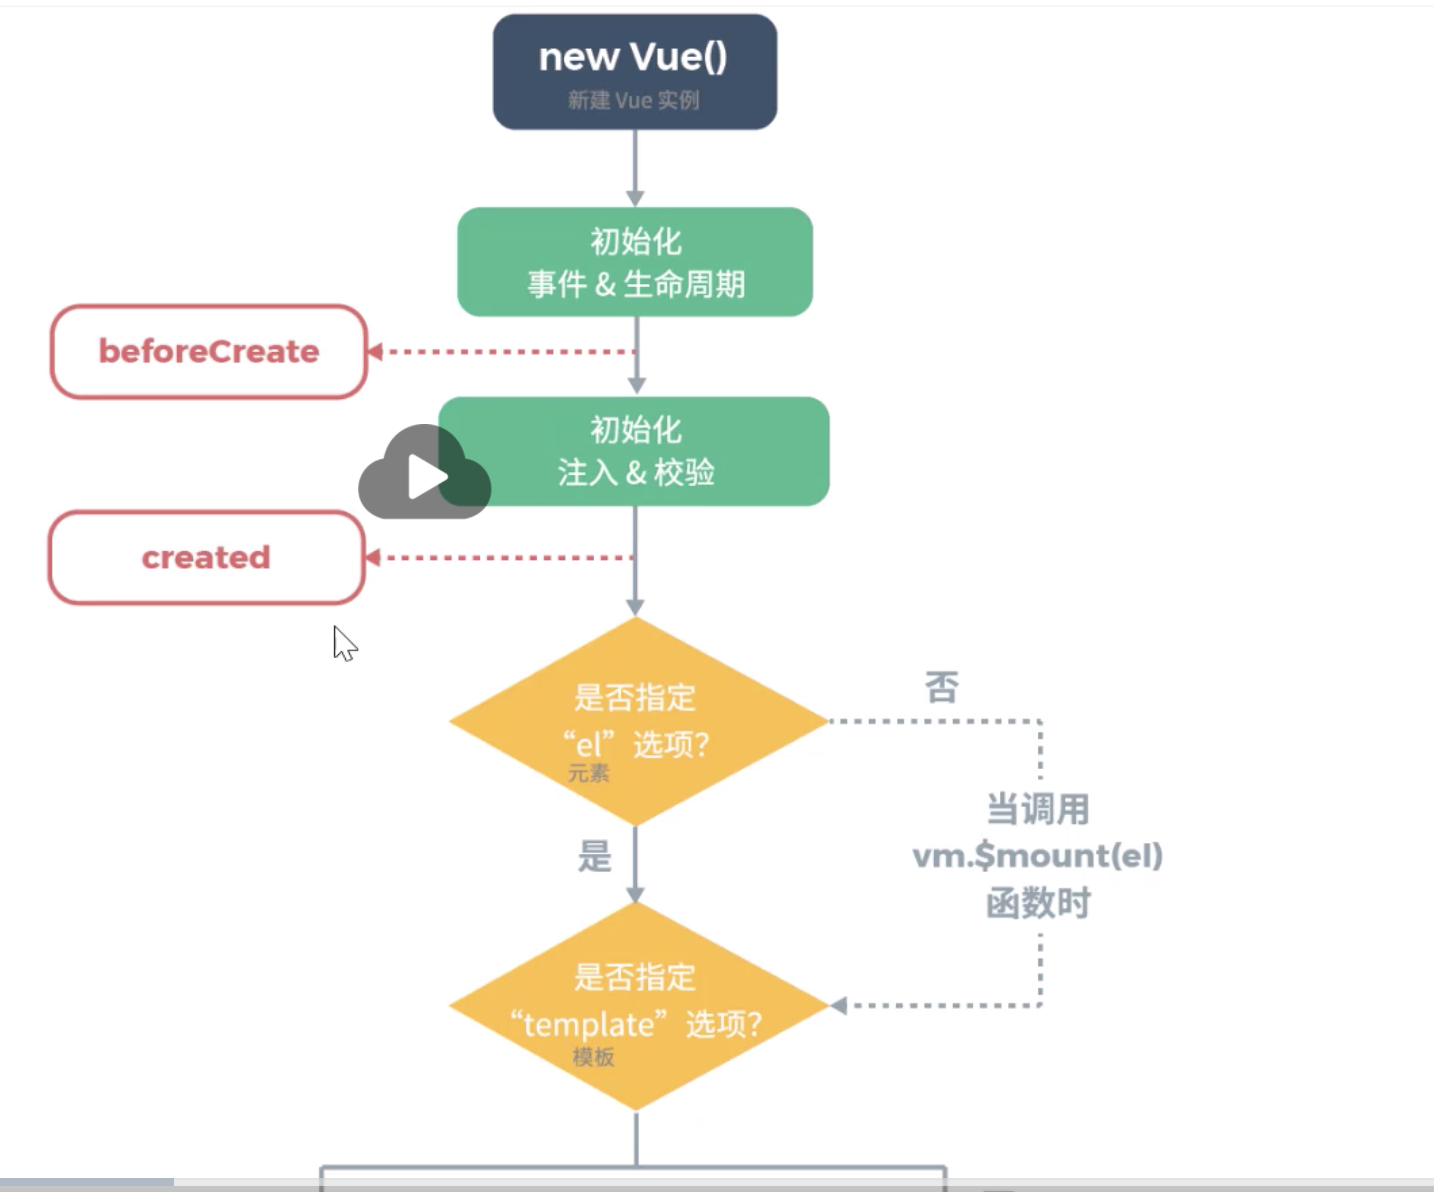 new Vue()
新建 Vue 实例
初始化
事件 & 生命周期
beforeCreate
初始化
注入 & 校验
created
是否指定
“el”选项?
元素
否
当调用
vm.$mount(el)
函数时
是
是否指定
“template”选项?
模板